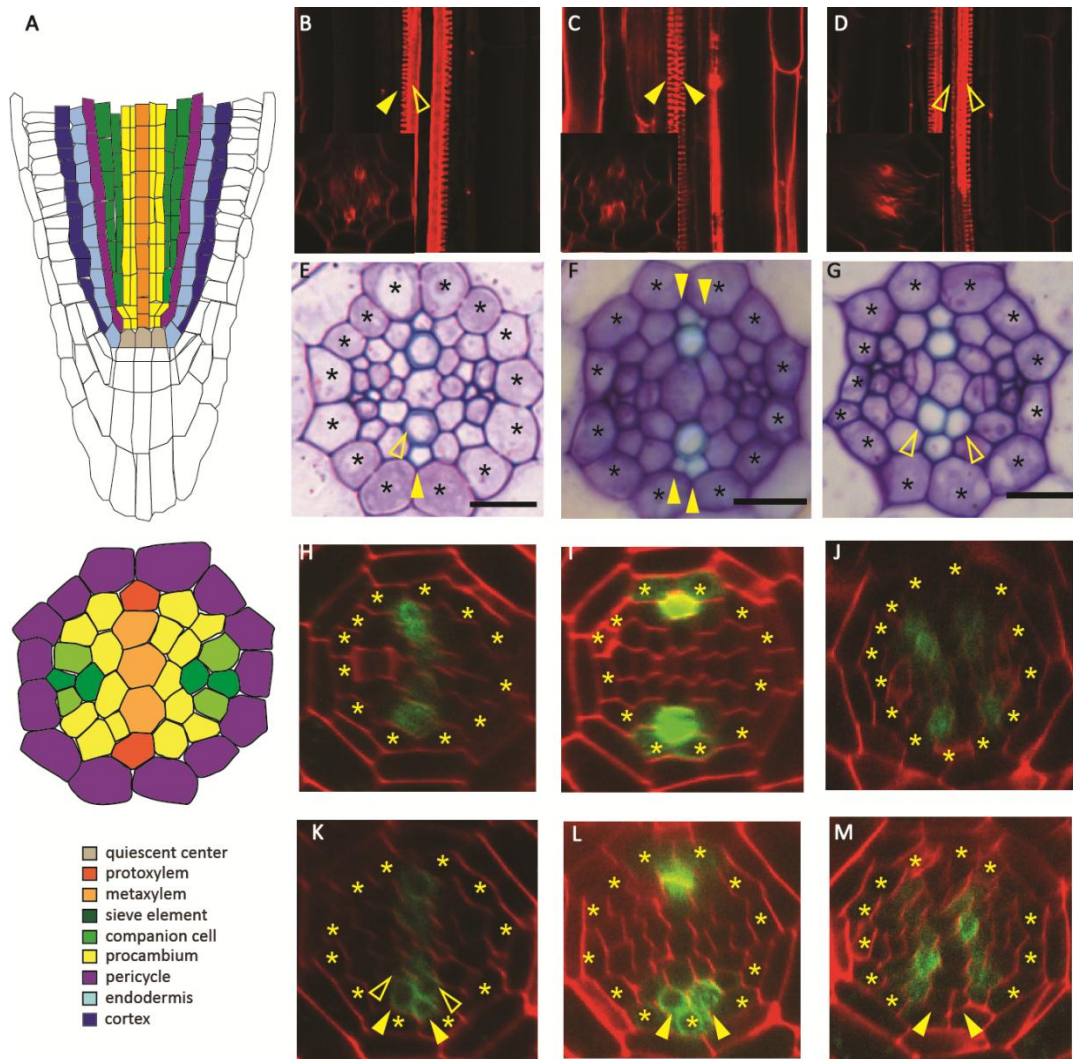 A
B
C
D
E
F
G
H
I
J
K
L
M
quiescent center
protoxylem
metaxylem
sieve element
companion cell
procambium
pericycle
endodermis
cortex